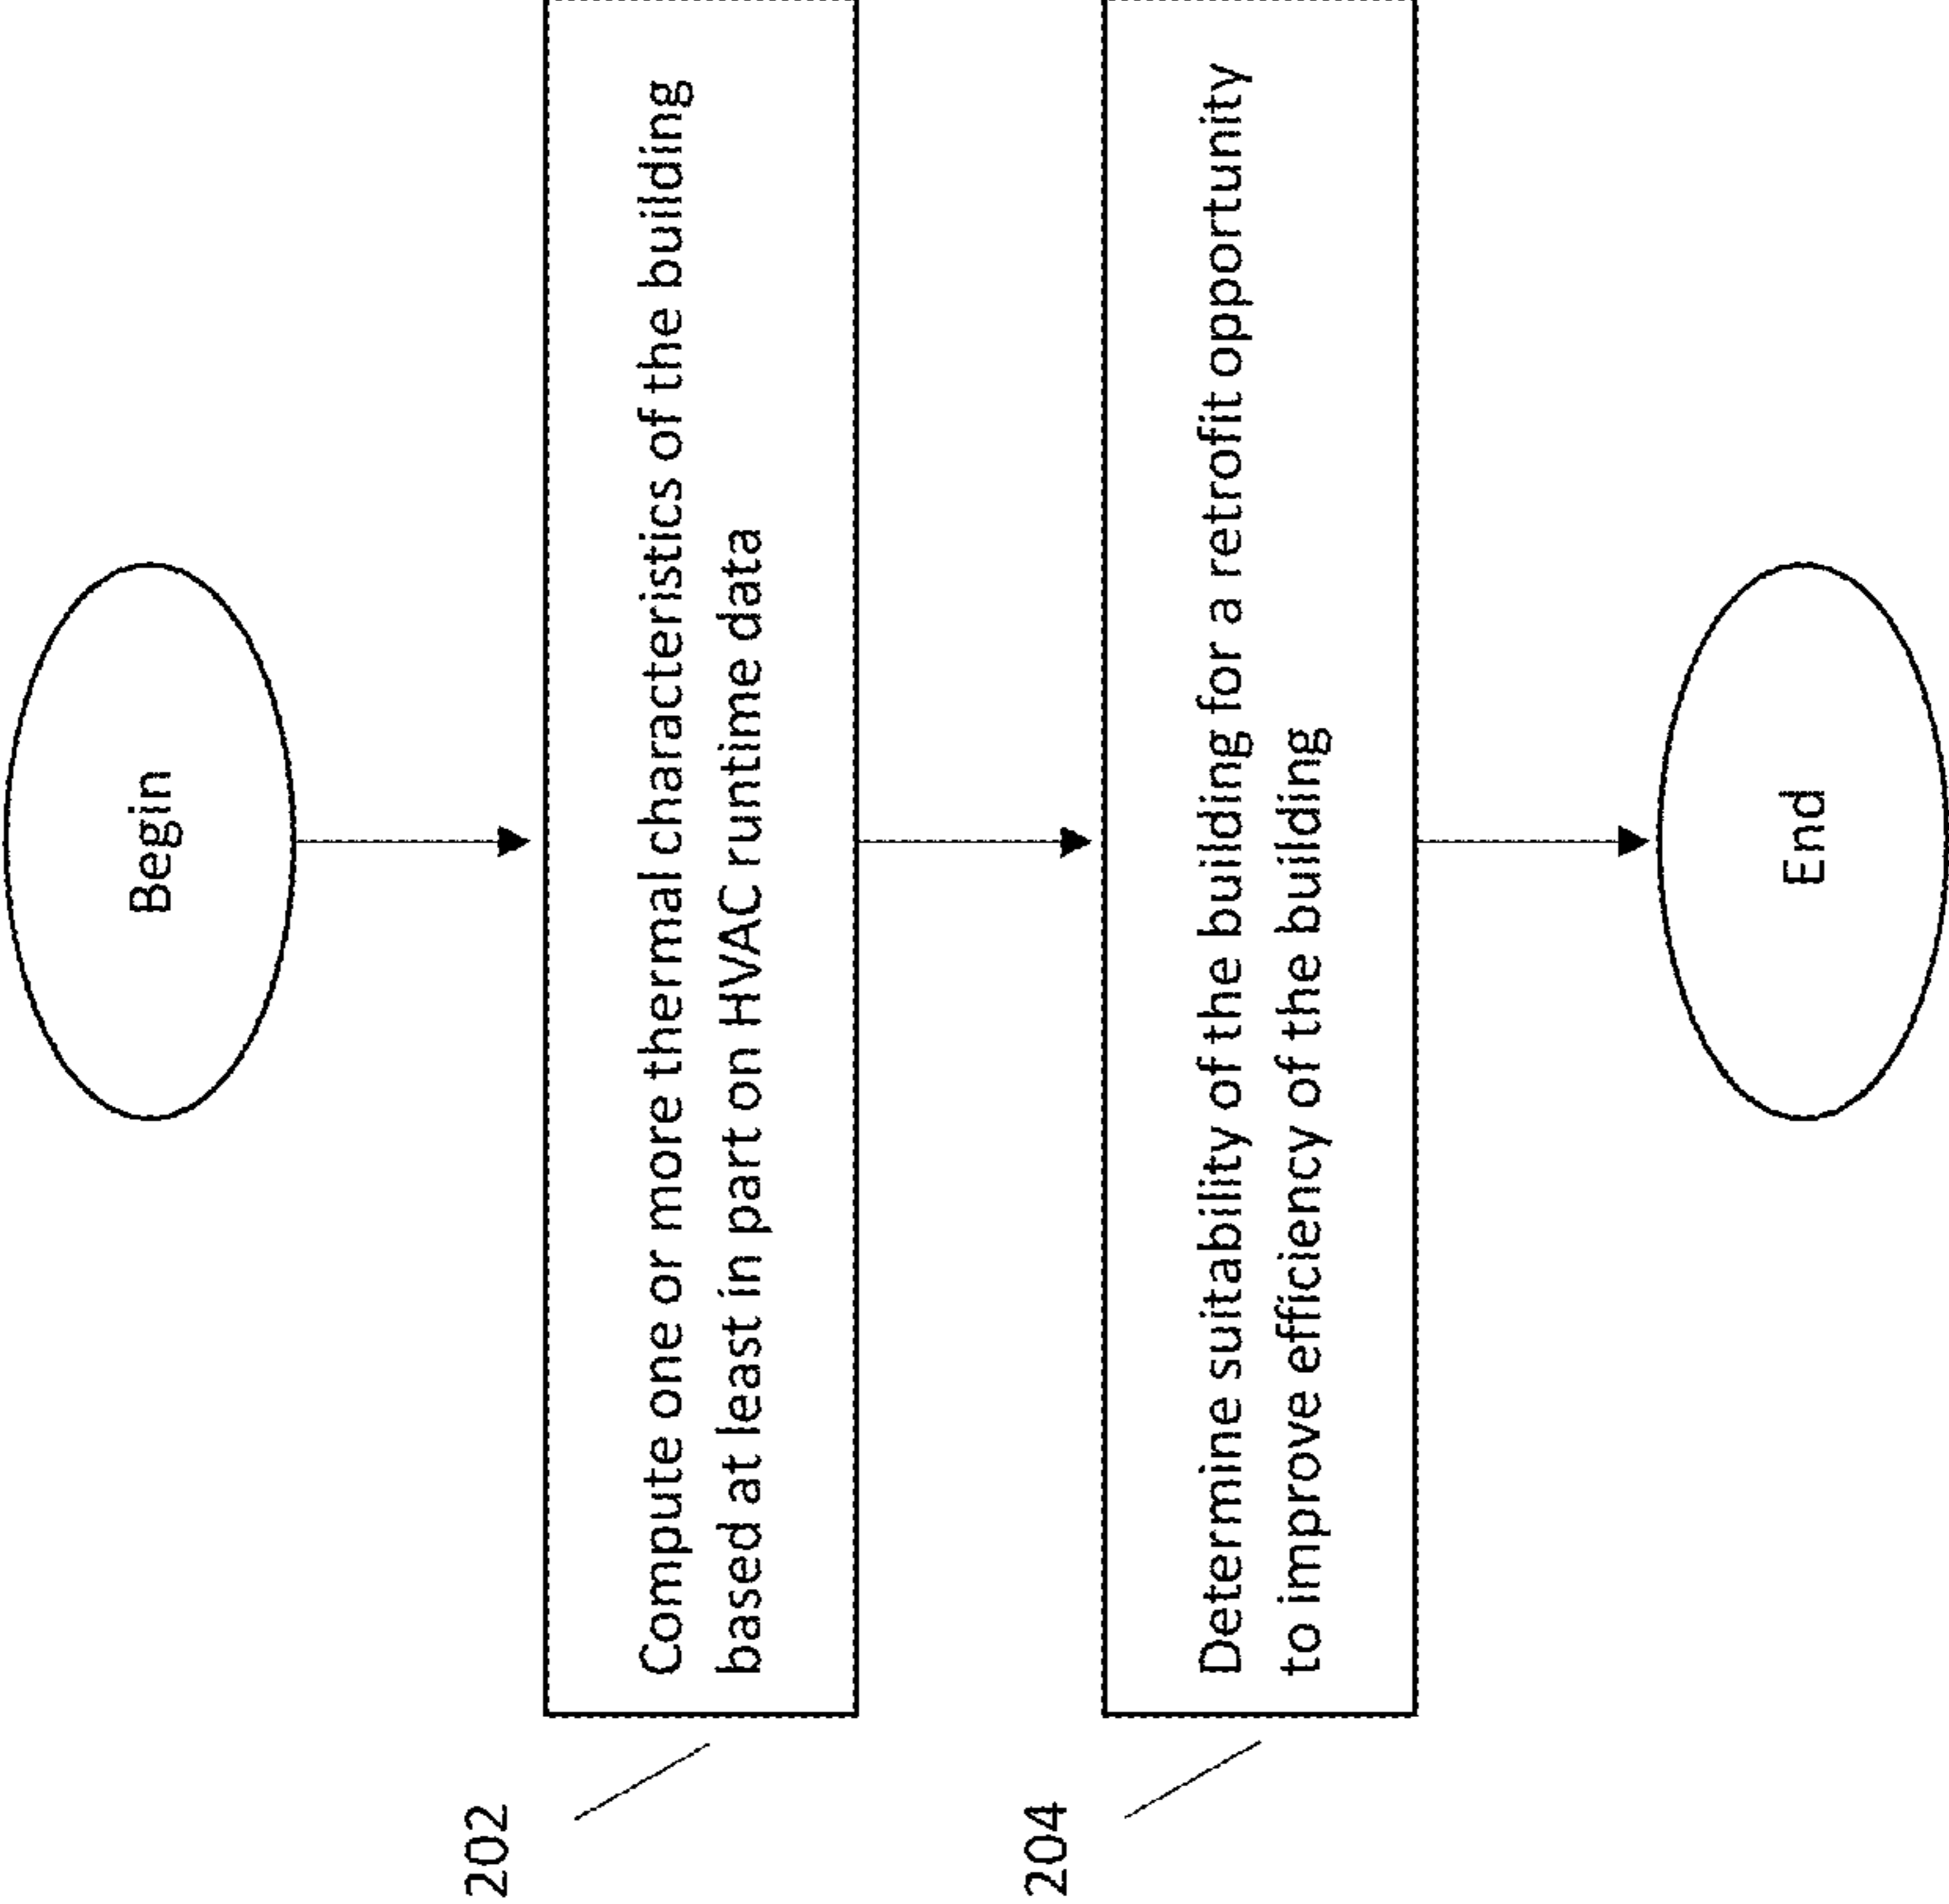 Begin
202
Compute one or more thermal characteristics of the building
based at least in part on HVAC runtime data
204
Determine suitability of the building for a retrofit opportunity
to improve efficiency of the building
End